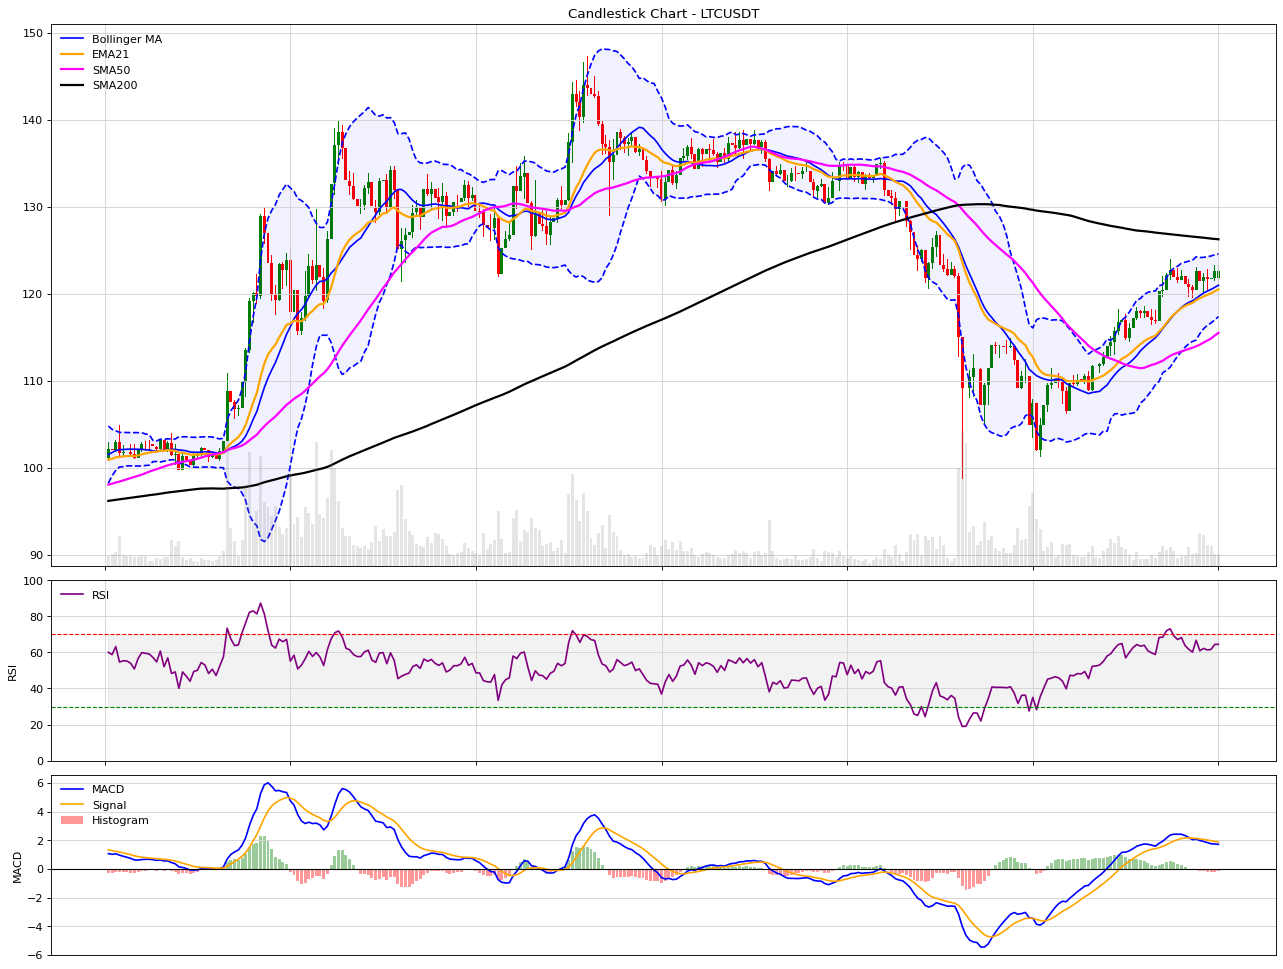 Candlestick Chart - LTCUSDT
150
140
130
120
110
100
90
Bollinger MA
EMA21
SMA50
SMA200
100
80
60
40
20
0
RSI
RSI
6
4
2
0
−2
−4
−6
MACD
MACD
Signal
Histogram